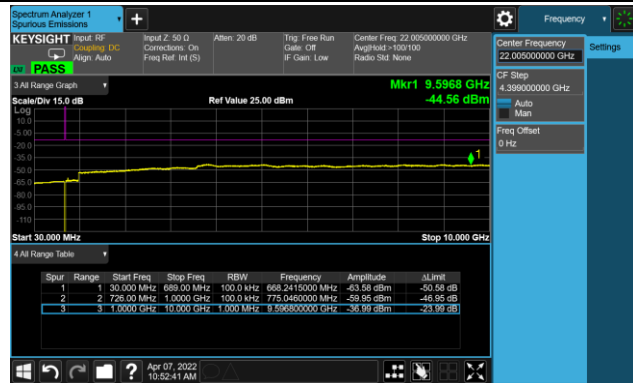 Spectrum Analyzer 1
Spurious Emissions
Frequency
KEYSIGHT
Input: RF
Coupling: DC
Align: Auto
Input Z: 50 Ω
Corrections: On
Freq Ref: Int (S)
Atten: 20 dB
Trig: Free Run
Gate: Off
IF Gain: Low
Center Freq: 22.005000000 GHz
Avg|Hold:>100/100
Radio Std: None
PASS
Center Frequency
22.005000000 GHz
Settings
CF Step
4.399000000 GHz
Auto
Man
Freq Offset
0 Hz
3 All Range Graph
Mkr1 9.5968 GHz
Scale/Div 15.0 dB
Ref Value 25.00 dBm
-44.56 dBm
Log
10.0
-5.00
-20.0
-35.0
-50.0
-65.0
-80.0
-95.0
-110
1
Start 30.000 MHz
Stop 10.000 GHz
4 All Range Table
Spur Range Start Freq Stop Freq RBW Frequency Amplitude ΔLimit
1 1 30.000 MHz 689.00 MHz 100.0 kHz 668.2415000 MHz -63.58 dBm -50.58 dB
2 2 726.00 MHz 1.0000 GHz 100.0 kHz 775.0460000 MHz -59.95 dBm -46.95 dB
3 3 1.0000 GHz 10.000 GHz 1.000 MHz 9.596800000 GHz -36.99 dBm -23.99 dB
?
Apr 07, 2022
10:52:41 AM